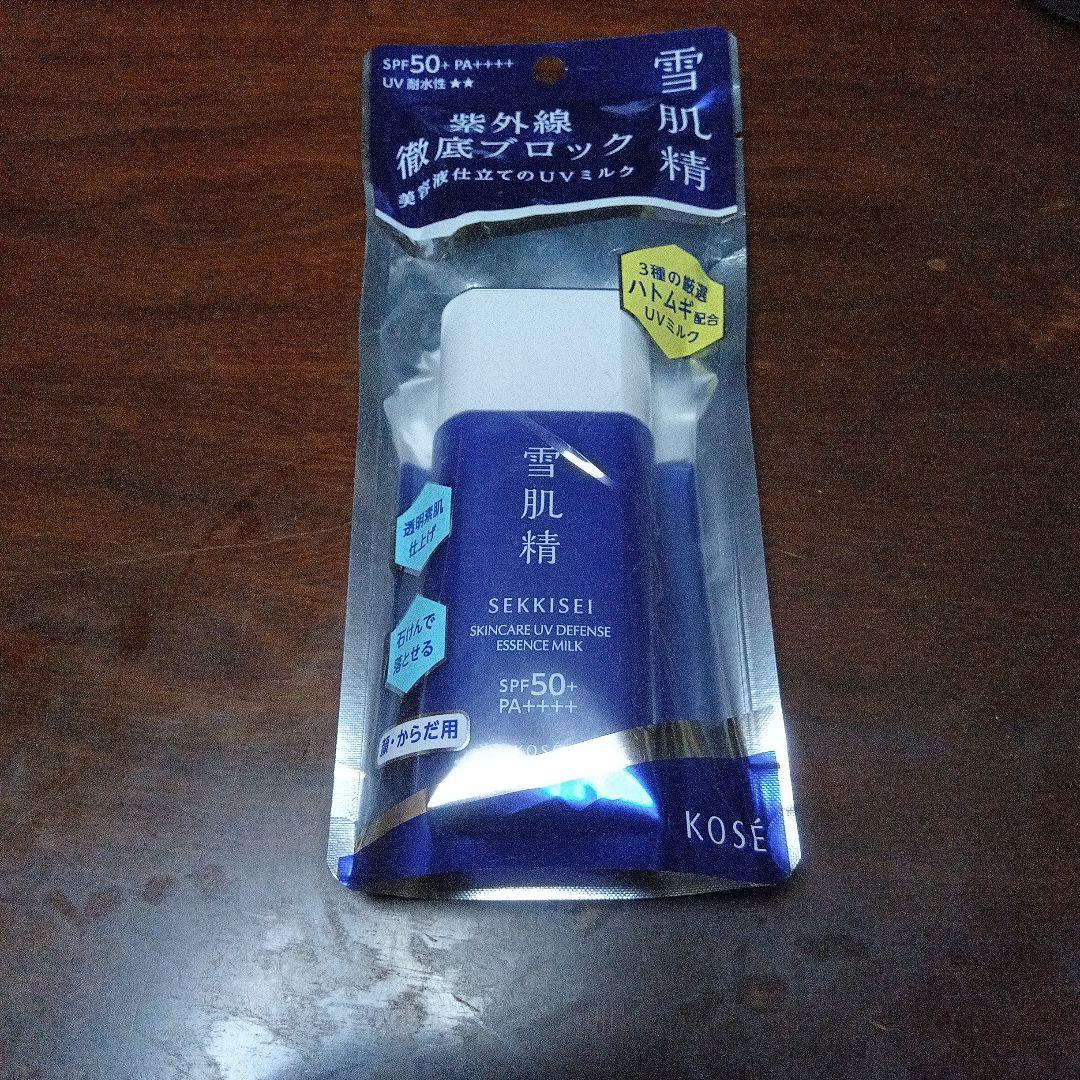 SPF50+ PA++++
UV 耐水性★★
雪肌精
紫外線
徹底ブロック
美容液仕立てのUVミルク
3種の厳選
ハトムギ配合
UVミルク
雪肌精
透明素肌
仕上げ
SEKKISEI
SKINCARE UV DEFENSE
ESSENCE MILK
石けんで
落とせる
SPF50+
PA++++
顔・からだ用
KOSÉ
KOSÉ